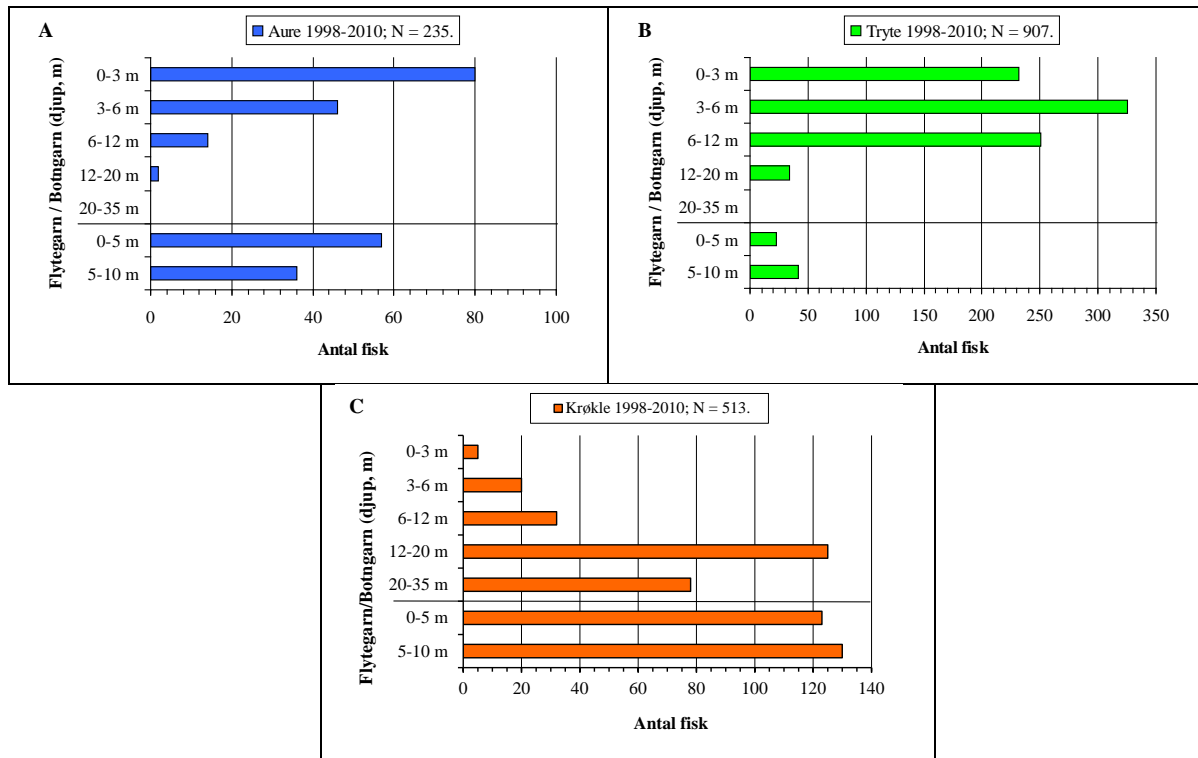 A
Aure 1998-2010; N = 235.
Flytegarn / Botngarn (djup, m)
0-3 m
3-6 m
6-12 m
12-20 m
20-35 m
0-5 m
5-10 m
0 20 40 60 80 100
Antal fisk
B
Tryte 1998-2010; N = 907.
Flytegarn / Botngarn (djup, m)
0-3 m
3-6 m
6-12 m
12-20 m
20-35 m
0-5 m
5-10 m
0 50 100 150 200 250 300 350
Antal fisk
C
Krøkle 1998-2010; N = 513.
Flytegarn/Botngarn (djup, m)
0-3 m
3-6 m
6-12 m
12-20 m
20-35 m
0-5 m
5-10 m
0 20 40 60 80 100 120 140
Antal fisk